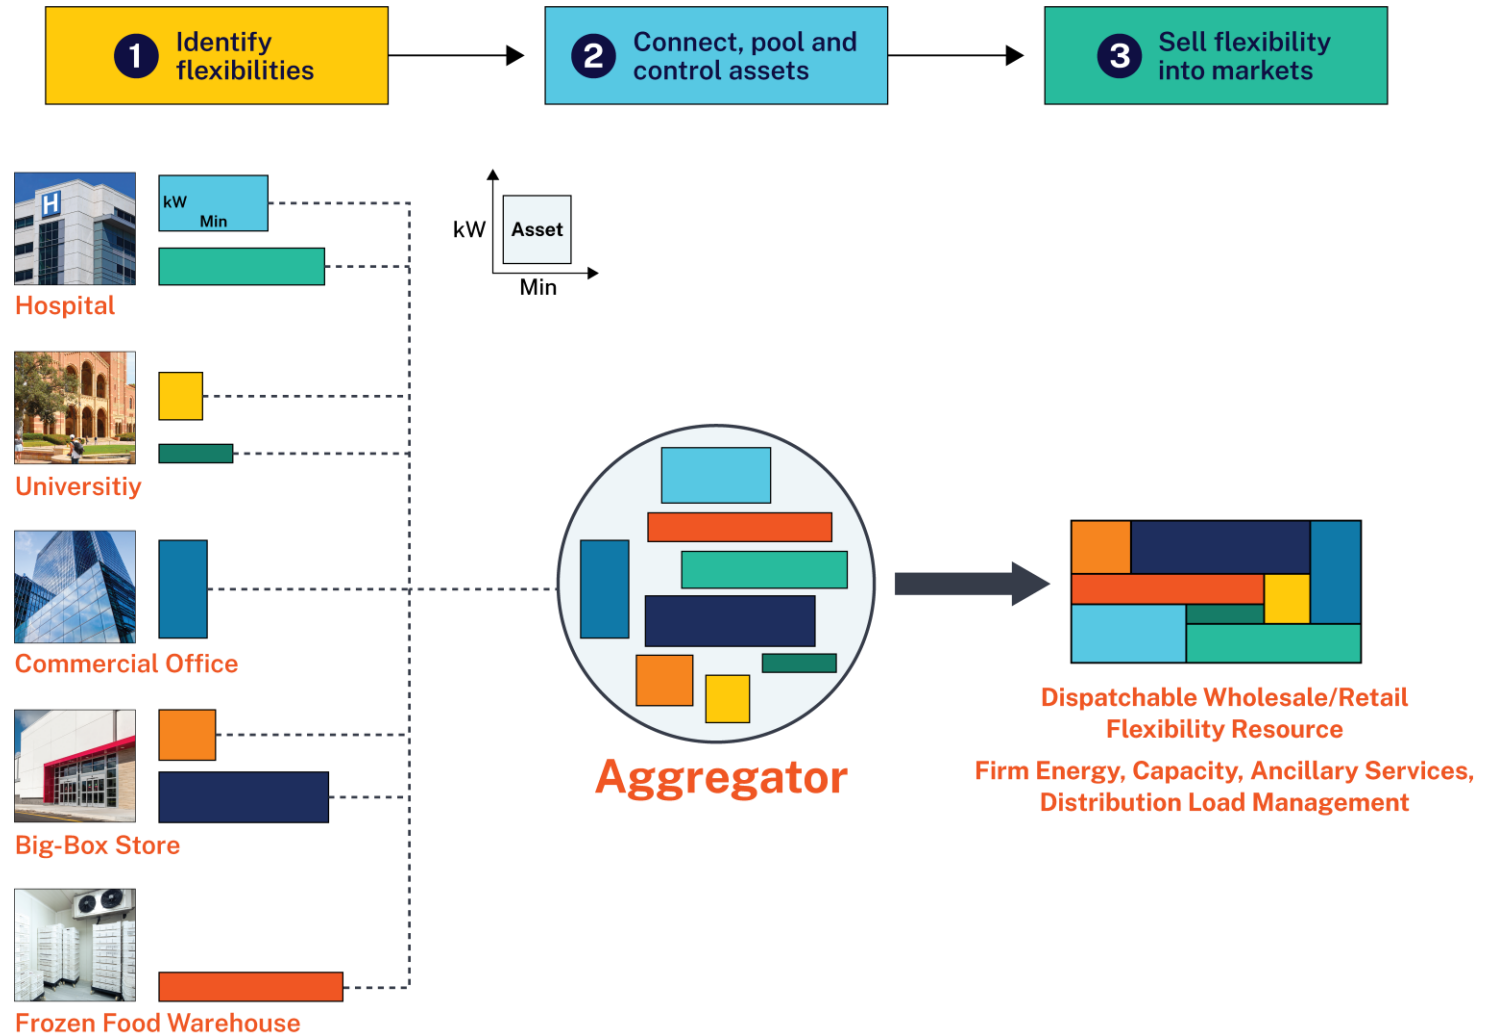 1
Identify
flexibilities
2
Connect, pool and
control assets
3
Sell flexibility
into markets
H
kW
Min
Hospital
kW
Asset
Min
Universitiy
Commercial Office
Big-Box Store
Frozen Food Warehouse
Aggregator
Dispatchable Wholesale/Retail
Flexibility Resource
Firm Energy, Capacity, Ancillary Services,
Distribution Load Management